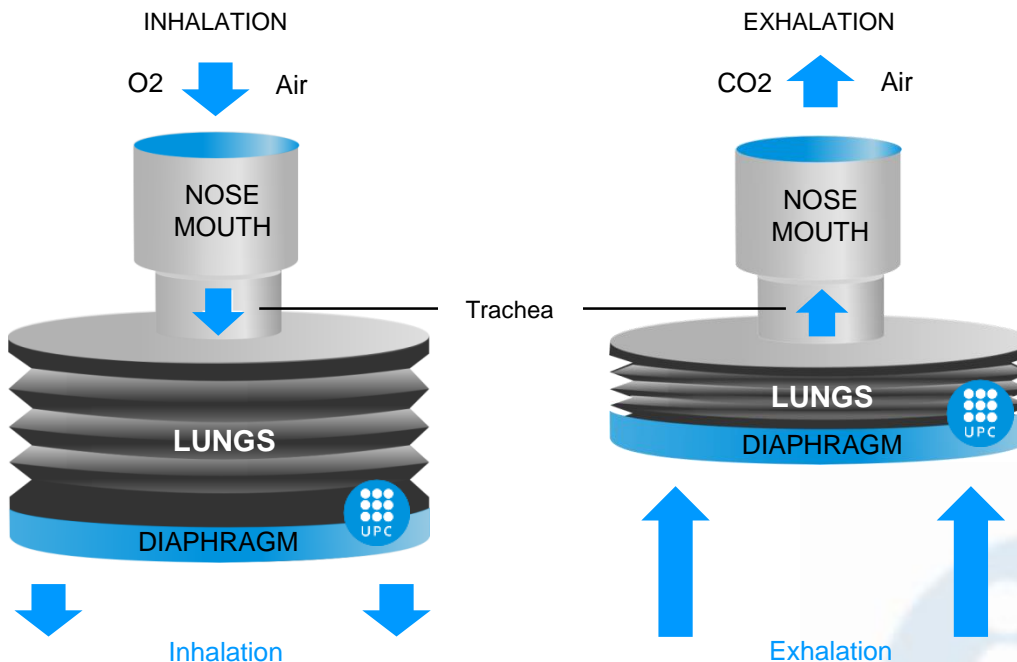 INHALATION
O2
Air
NOSE
MOUTH
LUNGS
UPC
DIAPHRAGM
Inhalation
Trachea
EXHALATION
CO2
Air
NOSE
MOUTH
LUNGS
UPC
DIAPHRAGM
Exhalation